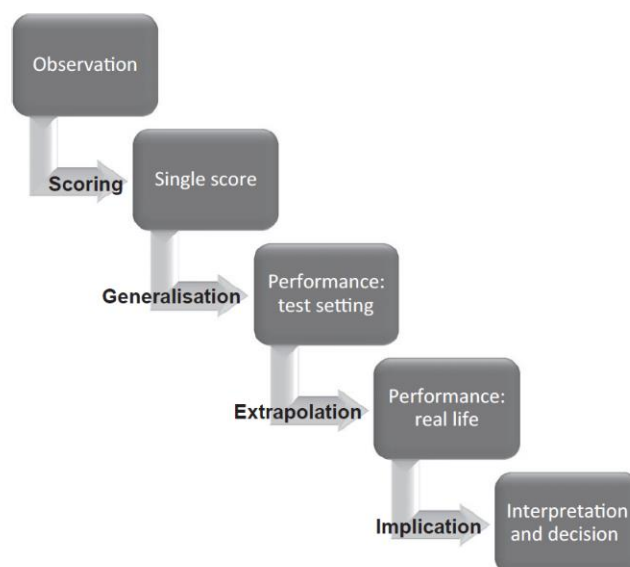 Observation
Scoring
Single score
Generalisation
Performance:
test setting
Extrapolation
Performance:
real life
Implication
Interpretation
and decision